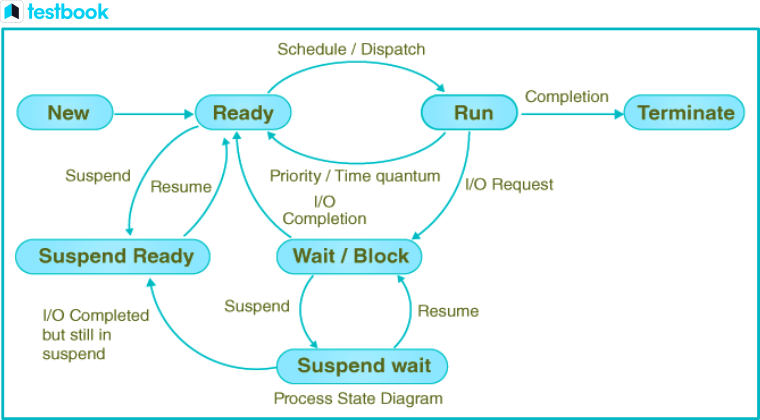 testbook
Schedule / Dispatch
New
Ready
Run
Completion
Terminate
Suspend
Resume
Priority / Time quantum
I/O Request
I/O
Completion
Suspend Ready
Wait / Block
Suspend
Resume
I/O Completed
but still in
suspend
Suspend wait
Process State Diagram